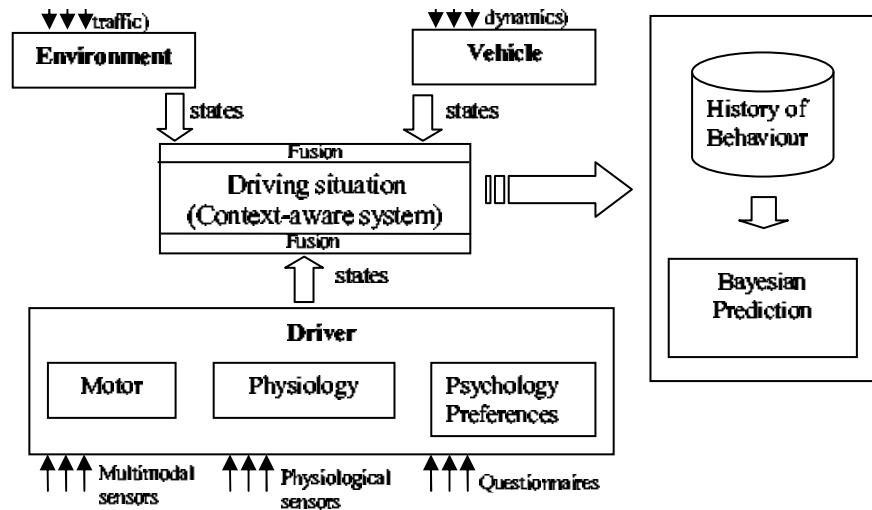 traffic)
Environment
dynamics)
Vehicle
states
states
Fusion
Driving situation
(Context-aware system)
Fusion
states
History of
Behaviour
Bayesian
Prediction
Driver
Motor
Physiology
Psychology
Preferences
Multimodal
sensors
Physiological
sensors
Questionnaires